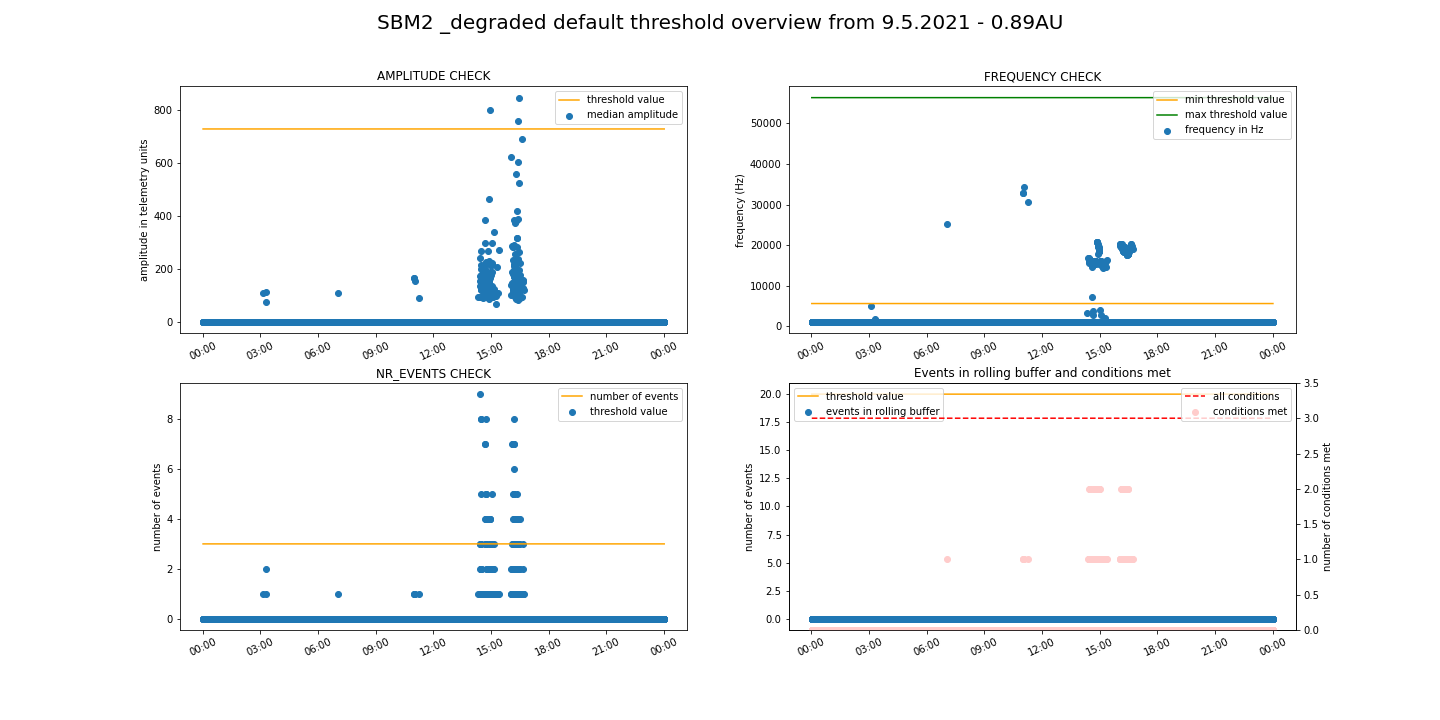 SBM2 _degraded default threshold overview from 9.5.2021 - 0.89AU
AMPLITUDE CHECK
amplitude in telemetry units
800
600
400
200
0
threshold value
median amplitude
00:00 03:00 06:00 09:00 12:00 15:00 18:00 21:00 00:00
FREQUENCY CHECK
frequency (Hz)
50000
40000
30000
20000
10000
0
min threshold value
max threshold value
frequency in Hz
00:00 03:00 06:00 09:00 12:00 15:00 18:00 21:00 00:00
NR_EVENTS CHECK
number of events
8
6
4
2
0
number of events
threshold value
00:00 03:00 06:00 09:00 12:00 15:00 18:00 21:00 00:00
Events in rolling buffer and conditions met
number of events
20.0
17.5
15.0
12.5
10.0
7.5
5.0
2.5
0.0
threshold value
events in rolling buffer
all conditions
conditions met
3.5
3.0
2.5
2.0
1.5
1.0
0.5
0.0
number of conditions met
00:00 03:00 06:00 09:00 12:00 15:00 18:00 21:00 00:00